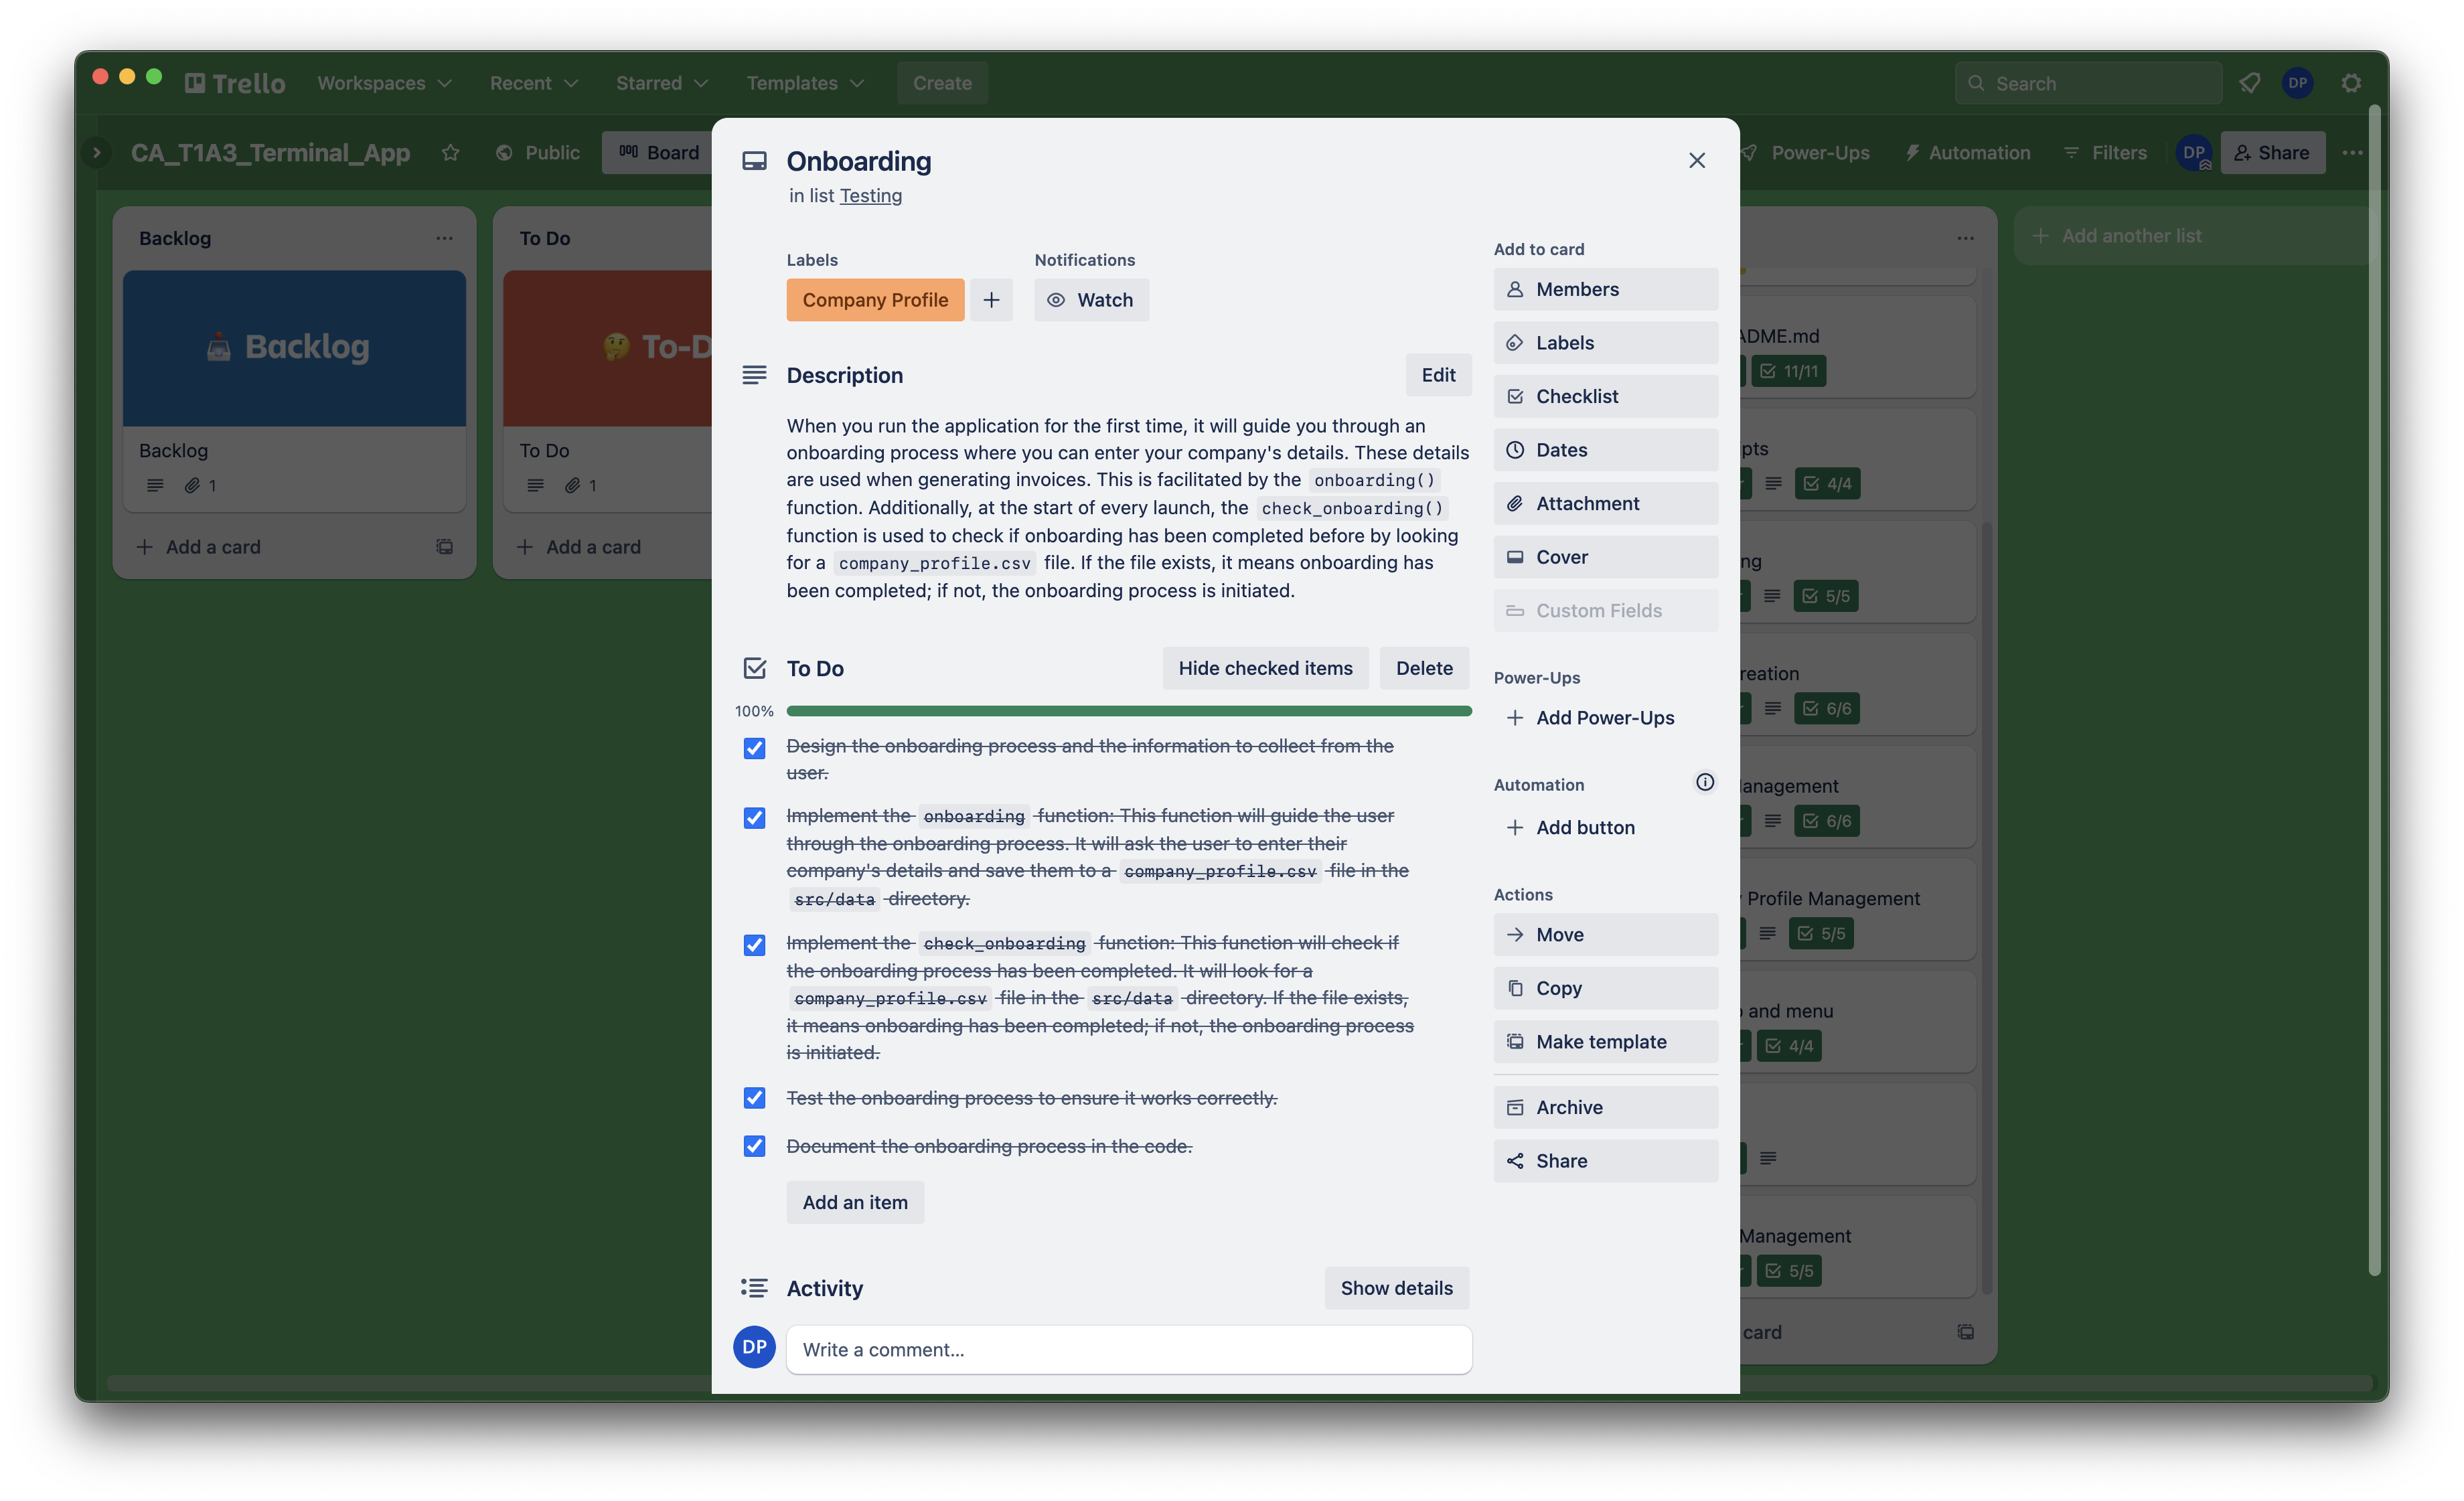 Trello
Workspaces
Recent
Starred
Templates
Create
Search
DP
CA_T1A3_Terminal_App
Public
Board
Power-Ups
Automation
Filters
DP
Share
Backlog
📥 Backlog
Backlog
1
Add a card
To Do
🤔 To-D
To Do
1
Add a card
Onboarding
in list Testing
Labels
Company Profile
Notifications
Watch
Description
Edit
When you run the application for the first time, it will guide you through an
onboarding process where you can enter your company's details. These details
are used when generating invoices. This is facilitated by the onboarding()
function. Additionally, at the start of every launch, the check_onboarding()
function is used to check if onboarding has been completed before by looking
for a company_profile.csv file. If the file exists, it means onboarding has
been completed; if not, the onboarding process is initiated.
To Do
Hide checked items
Delete
100%
Design the onboarding process and the information to collect from the
user.
Implement the onboarding function: This function will guide the user
through the onboarding process. It will ask the user to enter their
company's details and save them to a company_profile.csv file in the
src/data directory.
Implement the check_onboarding function: This function will check if
the onboarding process has been completed. It will look for a
company_profile.csv file in the src/data directory. If the file exists,
it means onboarding has been completed; if not, the onboarding process
is initiated.
Test the onboarding process to ensure it works correctly.
Document the onboarding process in the code.
Add an item
Activity
Show details
DP
Write a comment...
Add to card
Members
Labels
Checklist
Dates
Attachment
Cover
Custom Fields
Power-Ups
Add Power-Ups
Automation
Add button
Actions
Move
Copy
Make template
Archive
Share
ADME.md
11/11
pts
4/4
ng
5/5
reation
6/6
anagement
6/6
Profile Management
5/5
and menu
4/4
Management
5/5
card
Add another list